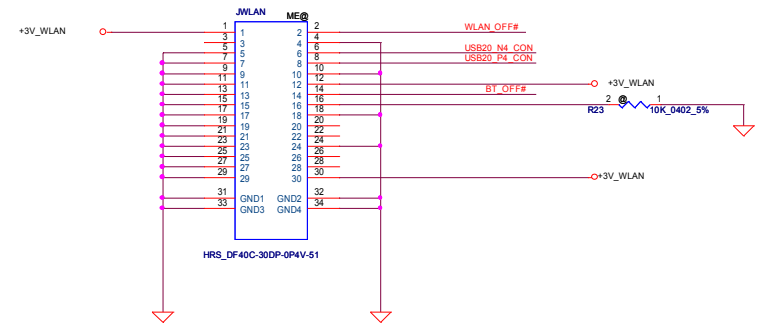 JWLAN ME@
+3V_WLAN 1 1 2 2 WLAN_OFF#
3 3 4 4
5 5 6 6 USB20_N4_CON
7 7 8 8 USB20_P4_CON
9 9 10 10
11 11 12 12 +3V_WLAN
13 13 14 14 BT_OFF#
15 15 16 16 2 @ 1
R23 10K_0402_5%
17 17 18 18
19 19 20 20
21 21 22 22
23 23 24 24
25 25 26 26
27 27 28 28
29 29 30 30 +3V_WLAN
31 GND1 GND2 32
33 GND3 GND4 34
HRS_DF40C-30DP-0P4V-51